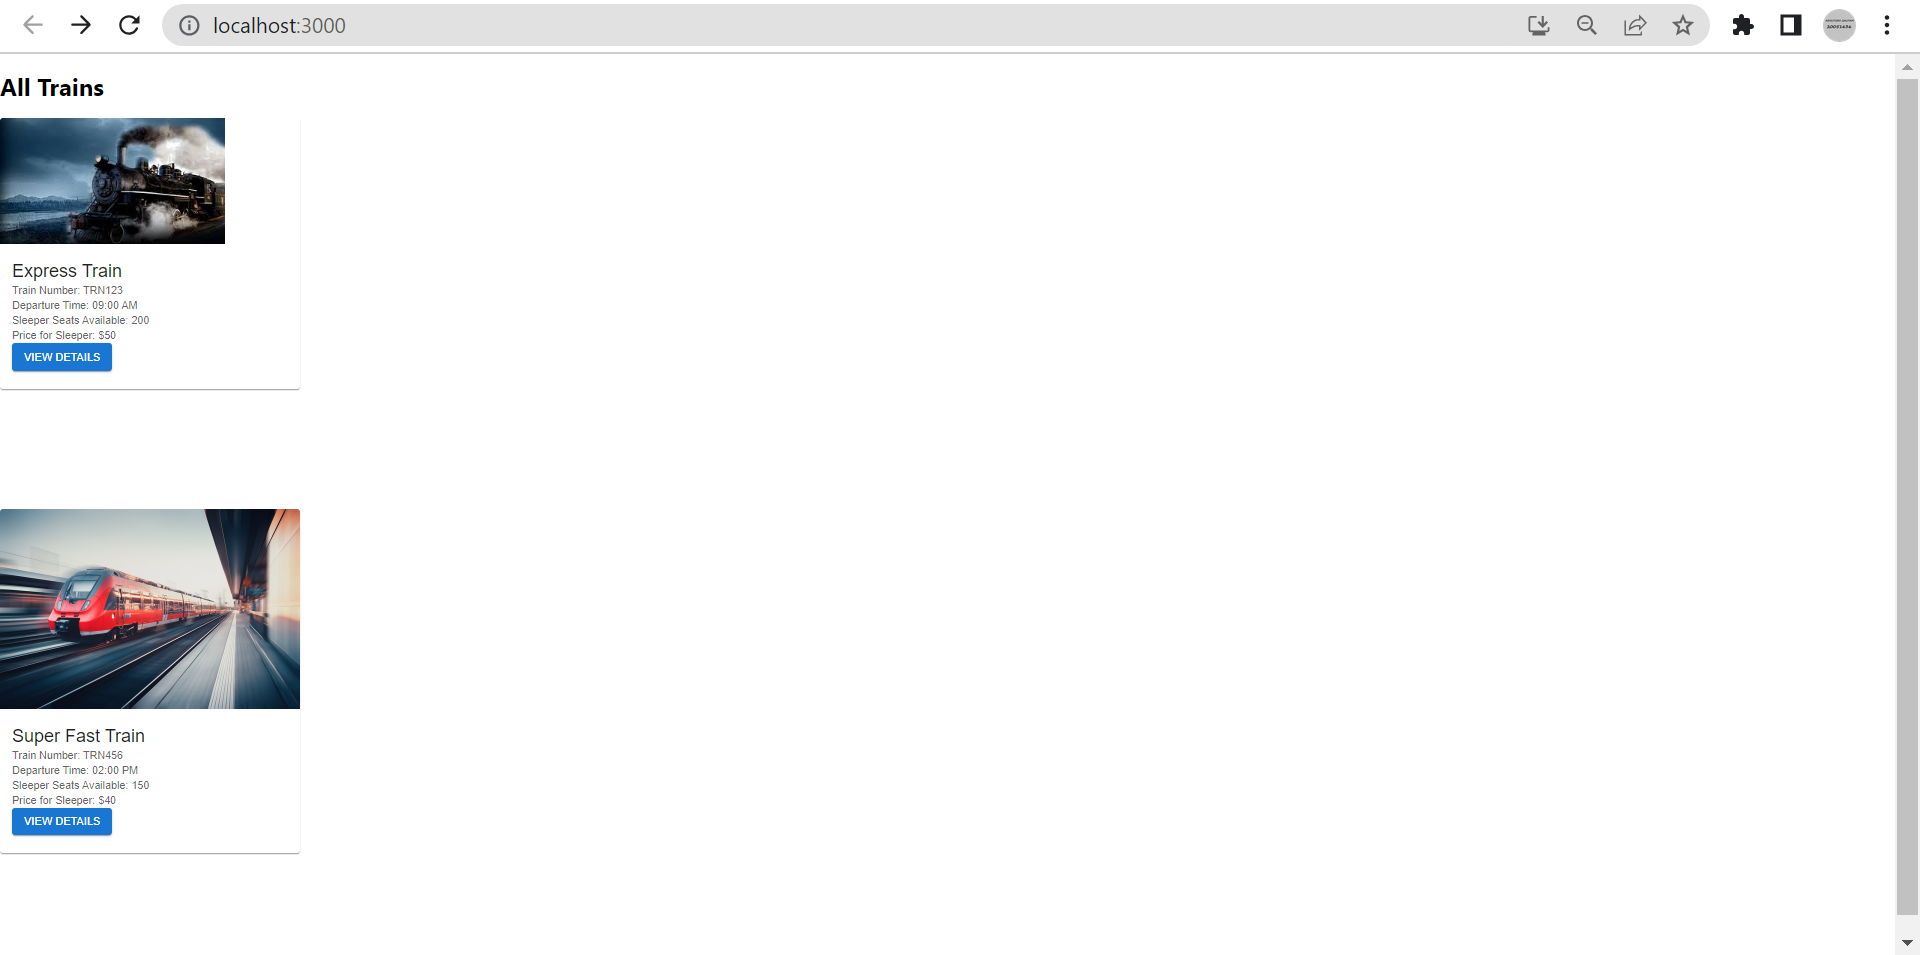 localhost:3000
All Trains
Express Train
Train Number: TRN123
Departure Time: 09:00 AM
Sleeper Seats Available: 200
Price for Sleeper: $50
VIEW DETAILS
Super Fast Train
Train Number: TRN456
Departure Time: 02:00 PM
Sleeper Seats Available: 150
Price for Sleeper: $40
VIEW DETAILS